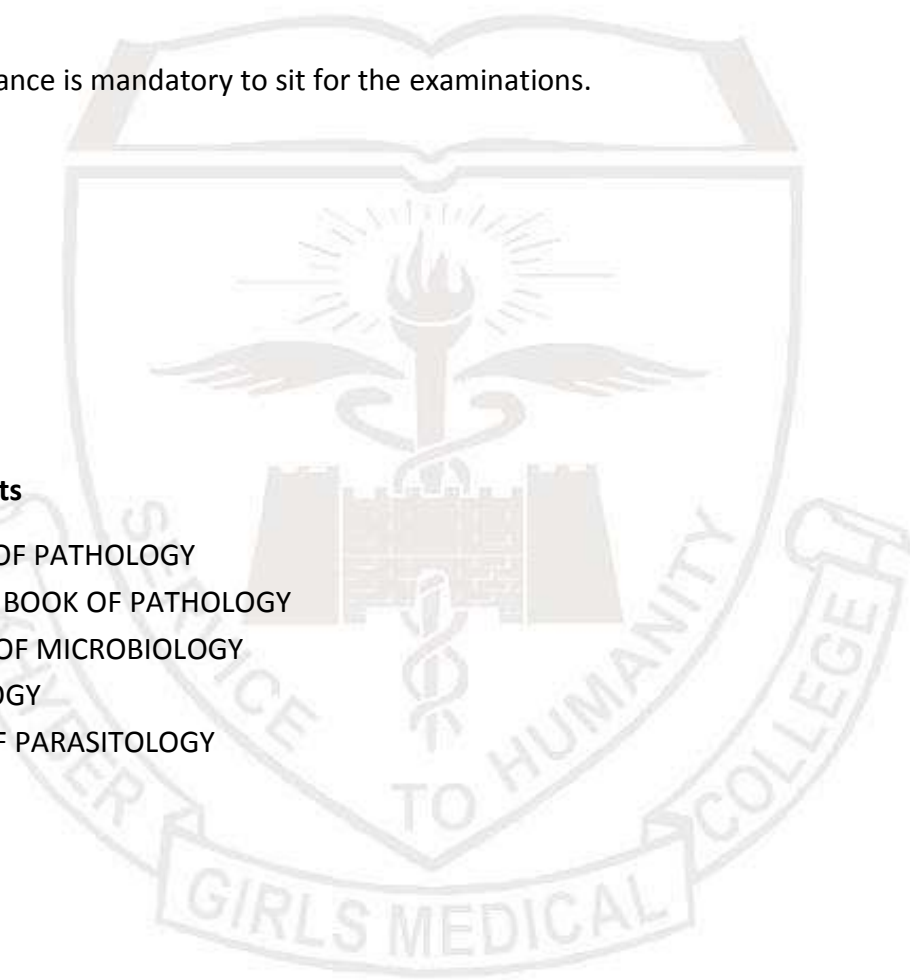 ance is mandatory to sit for the examinations.
ts
OF PATHOLOGY
BOOK OF PATHOLOGY
OF MICROBIOLOGY
OGY
F PARASITOLOGY
SERVICE TO HUMANITY
KHYBER GIRLS MEDICAL COLLEGE